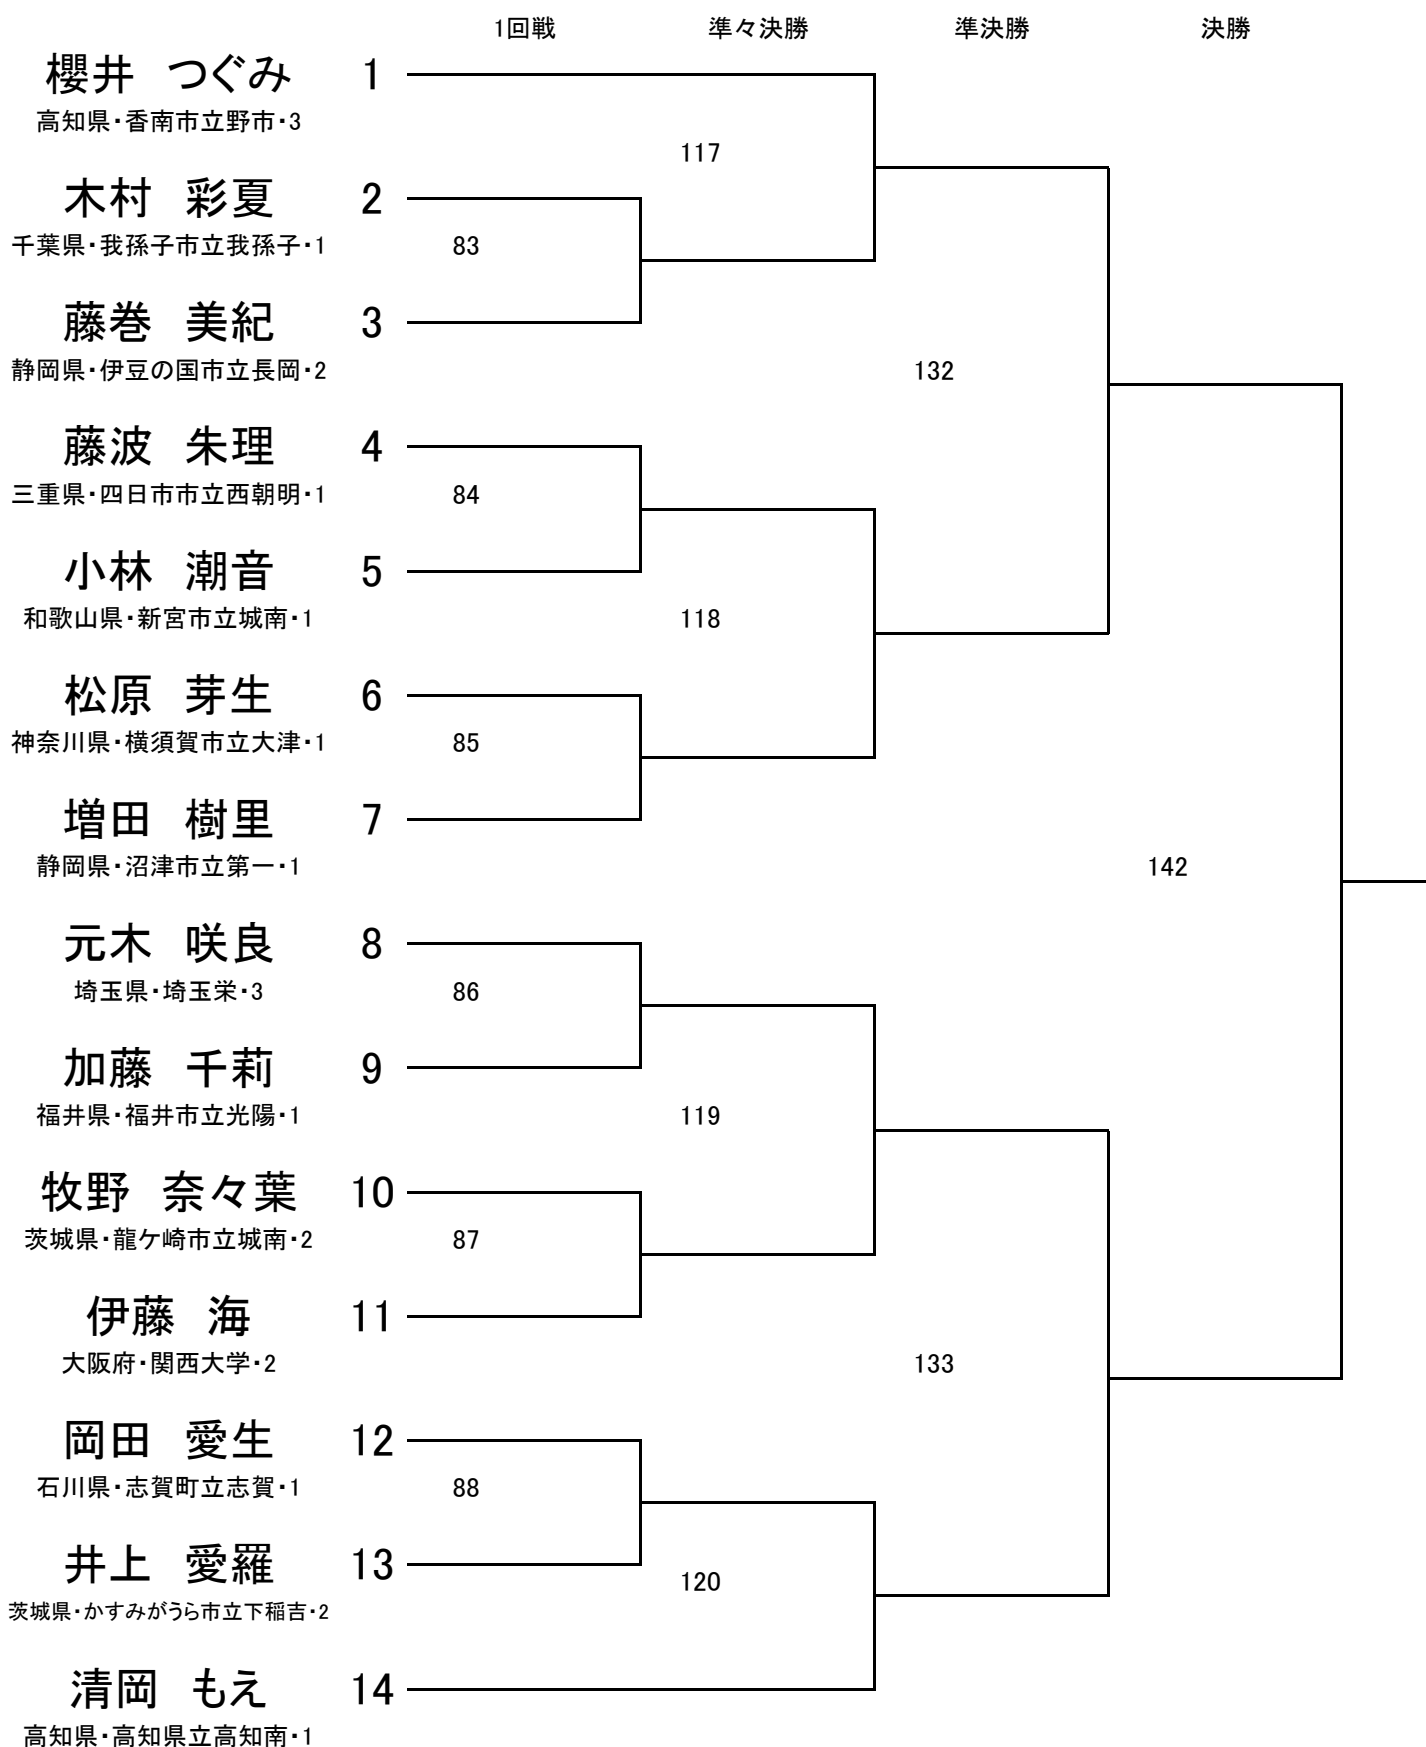 1回戦 準々決勝 準決勝 決勝
櫻井 つぐみ 1
高知県・香南市立野市・3
117
木村 彩夏 2
千葉県・我孫子市立我孫子・1 83
藤巻 美紀 3
静岡県・伊豆の国市立長岡・2 132
藤波 朱理 4
三重県・四日市市立西朝明・1 84
小林 潮音 5
和歌山県・新宮市立城南・1 118
松原 芽生 6
神奈川県・横須賀市立大津・1 85
増田 樹里 7
静岡県・沼津市立第一・1 142
元木 咲良 8
埼玉県・埼玉栄・3 86
加藤 千莉 9
福井県・福井市立光陽・1 119
牧野 奈々葉 10
茨城県・龍ケ崎市立城南・2 87
伊藤 海 11
大阪府・関西大学・2 133
岡田 愛生 12
石川県・志賀町立志賀・1 88
井上 愛羅 13
120
茨城県・かすみがうら市立下稲吉・2
清岡 もえ 14
高知県・高知県立高知南・1